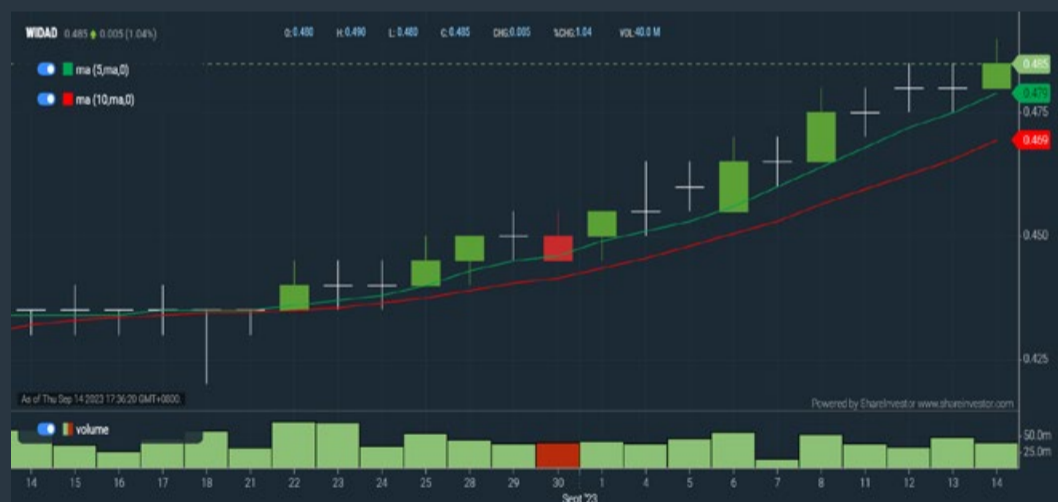 WIDAD 0.485 0.005 (1.04%) O: 0.480 H: 0.490 L: 0.480 C: 0.485 CHG: 0.005 %CHG: 1.04 VOL: 40.0 M
ma (5,ma,0)
ma (10,ma,0)
0.485
0.479
0.475
0.469
0.450
0.425
As of Thu Sep 14 2023 17:36:20 GMT+0800.
Powered by ShareInvestor www.shareinvestor.com
volume
50.0m
25.0m
14 15 16 17 18 21 22 23 24 25 28 29 30 1 4 5 6 7 8 11 12 13 14
Sept '23